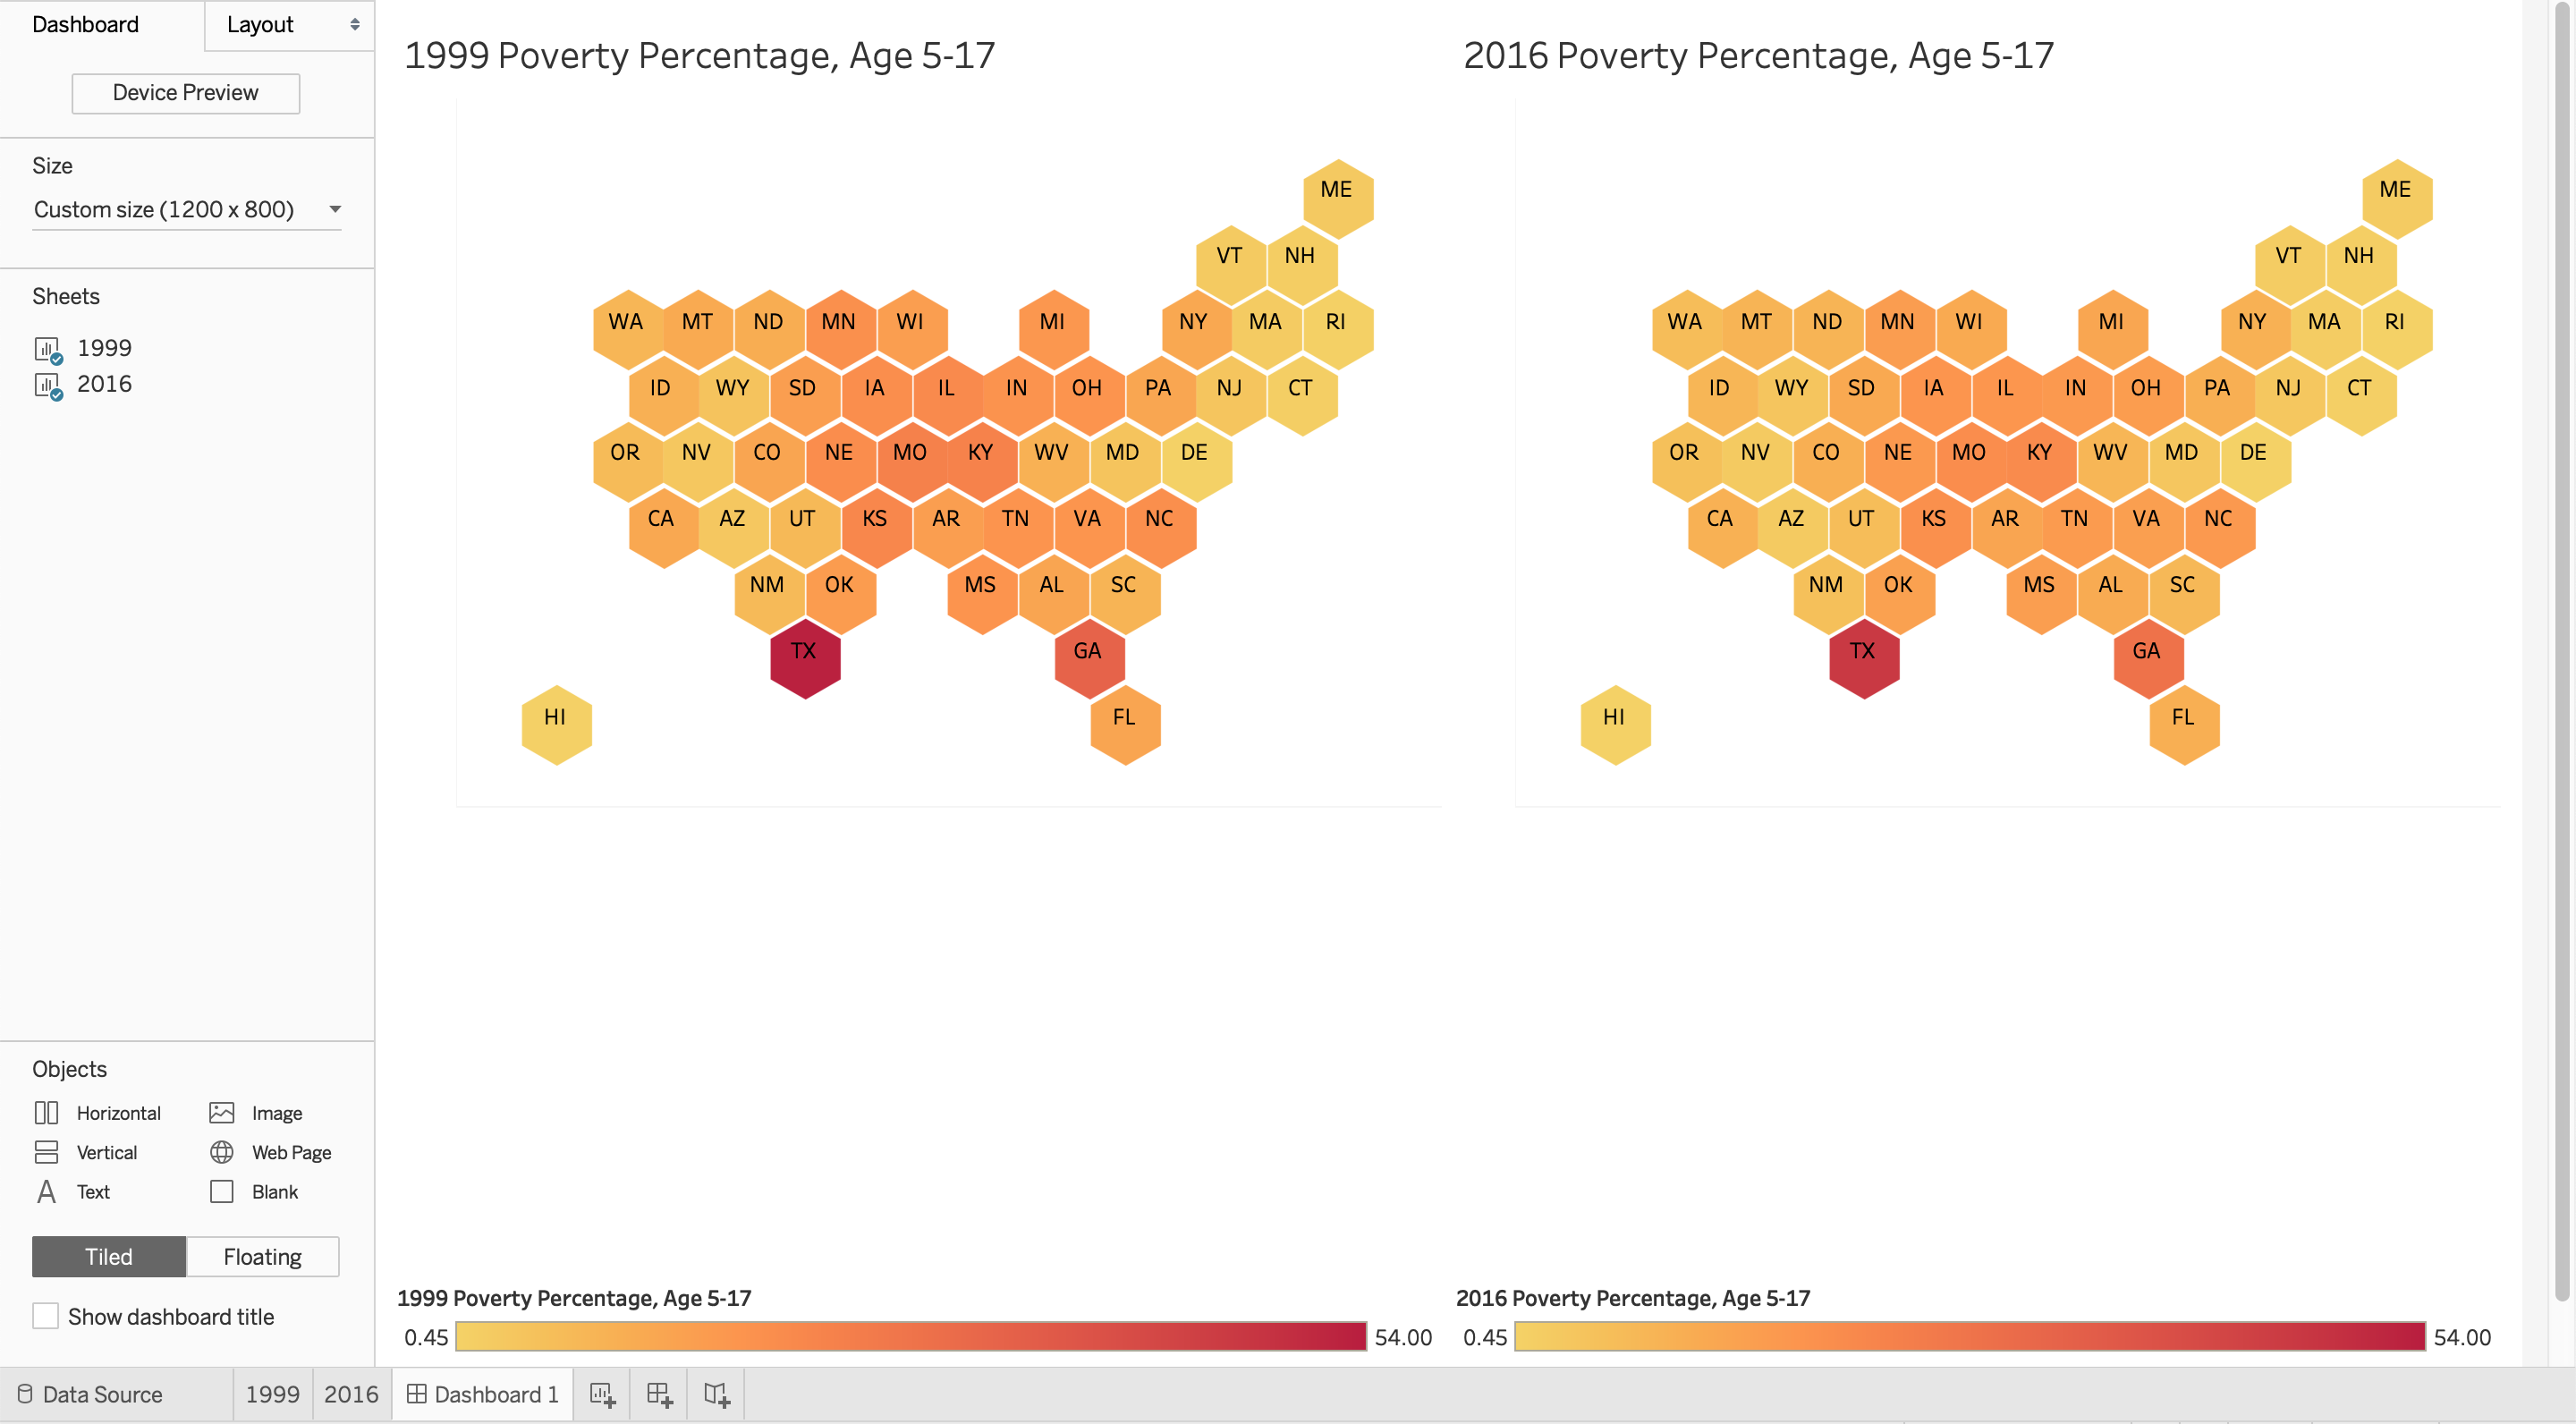 Dashboard
Layout
Device Preview
Size
Custom size (1200 x 800)
Sheets
1999
2016
Objects
Horizontal
Image
Vertical
Web Page
Text
Blank
Tiled
Floating
Show dashboard title
1999 Poverty Percentage, Age 5-17
ME
VT NH
WA MT ND MN WI MI NY MA RI
ID WY SD IA IL IN OH PA NJ CT
OR NV CO NE MO KY WV MD DE
CA AZ UT KS AR TN VA NC
NM OK MS AL SC
TX GA
HI FL
1999 Poverty Percentage, Age 5-17
0.45 54.00
2016 Poverty Percentage, Age 5-17
ME
VT NH
WA MT ND MN WI MI NY MA RI
ID WY SD IA IL IN OH PA NJ CT
OR NV CO NE MO KY WV MD DE
CA AZ UT KS AR TN VA NC
NM OK MS AL SC
TX GA
HI FL
2016 Poverty Percentage, Age 5-17
0.45 54.00
Data Source 1999 2016 Dashboard 1